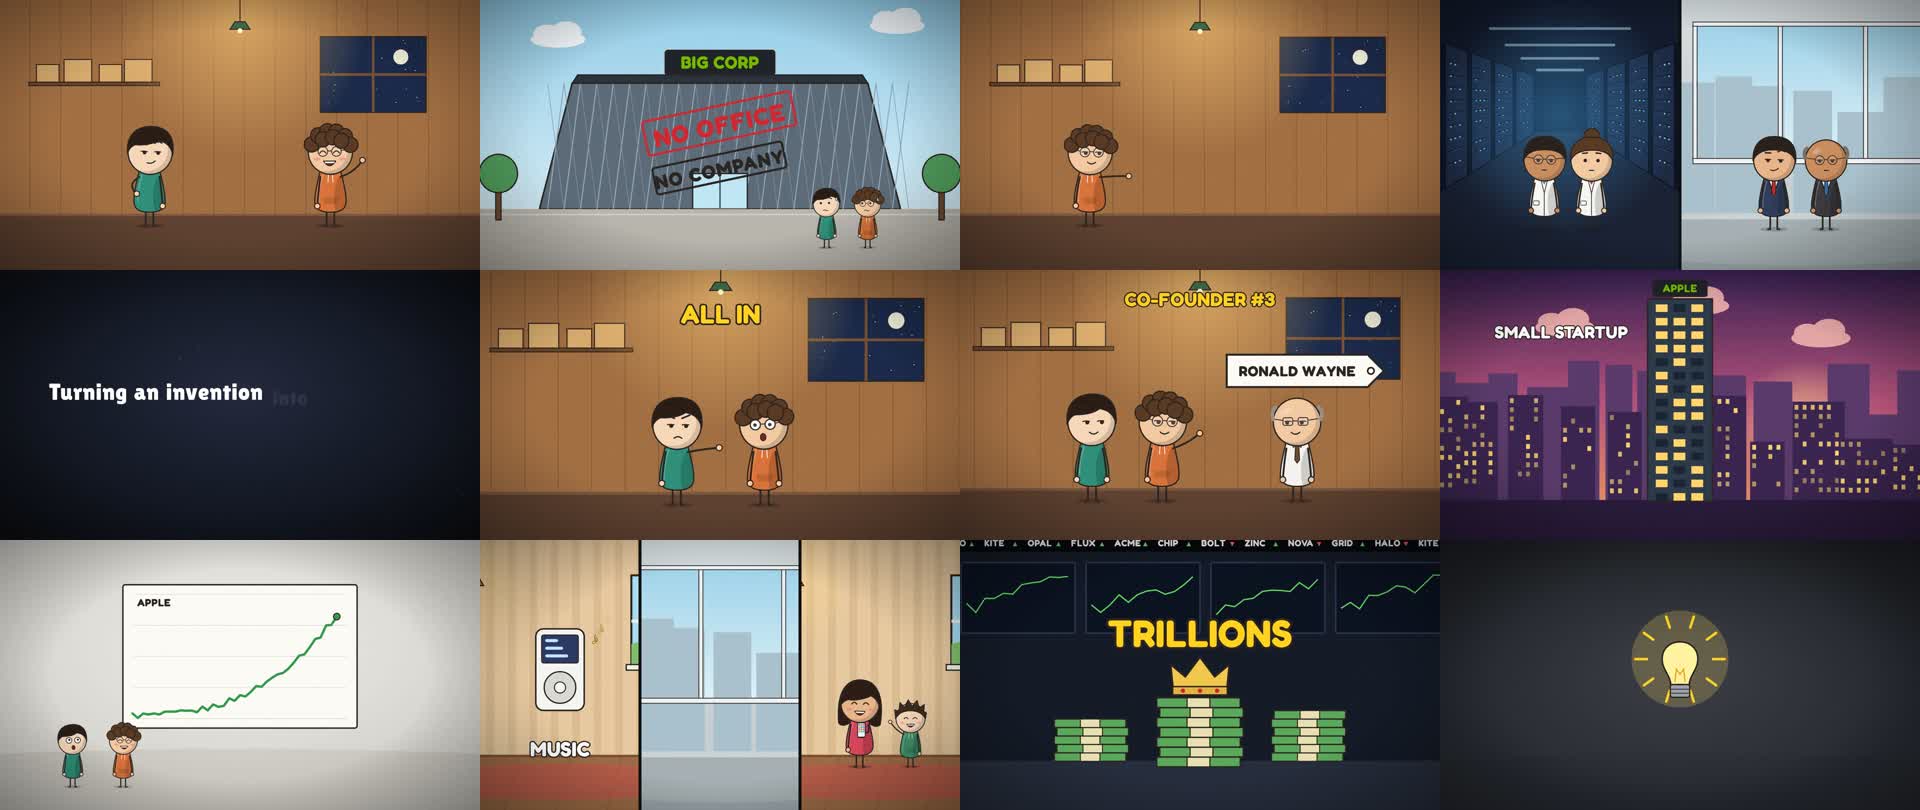 BIG CORP
NO OFFICE
NO COMPANY
Turning an invention into
ALL IN
CO-FOUNDER #3
RONALD WAYNE
APPLE
SMALL STARTUP
APPLE
MUSIC
KITE OPAL FLUX ACME CHIP BOLT ZINC NOVA GRID HALO KITE
TRILLIONS